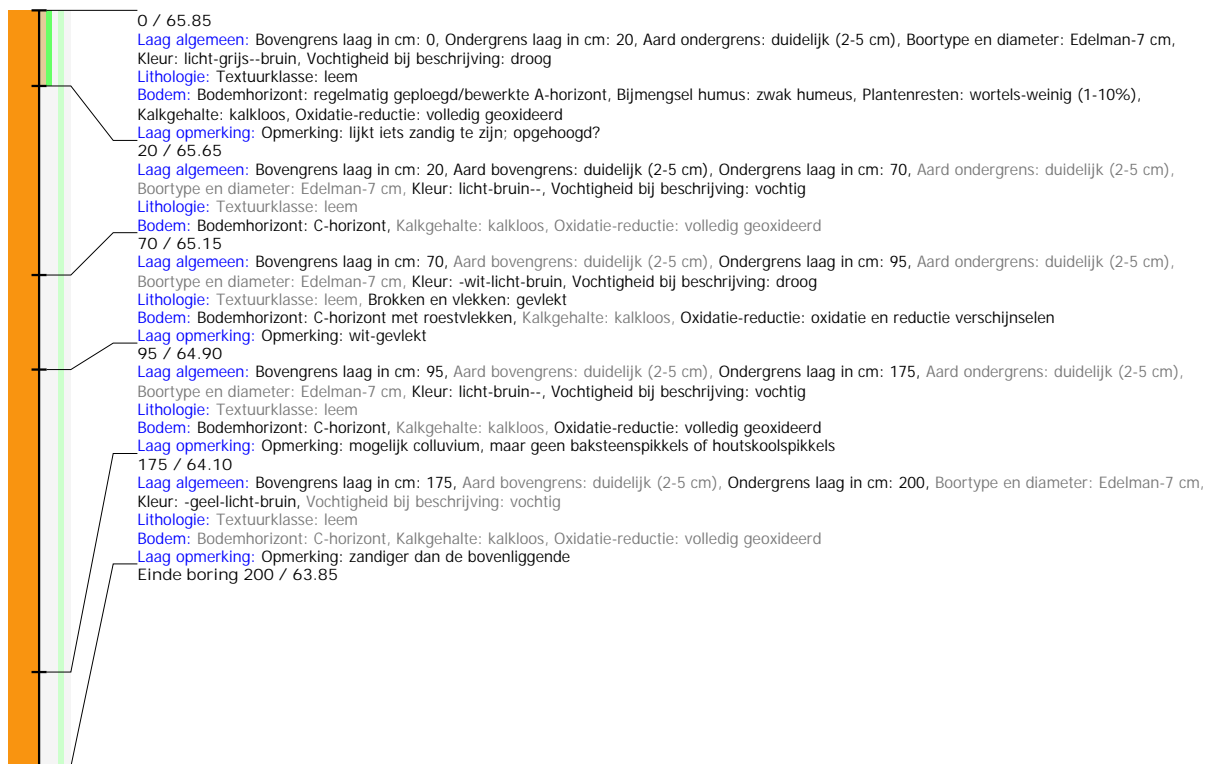 0 / 65.85
Laag algemeen: Bovengrens laag in cm: 0, Ondergrens laag in cm: 20, Aard ondergrens: duidelijk (2-5 cm), Boortype en diameter: Edelman-7 cm,
Kleur: licht-grijs--bruin, Vochtigheid bij beschrijving: droog
Lithologie: Textuurklasse: leem
Bodem: Bodemhorizont: regelmatig geploegd/bewerkte A-horizont, Bijmengsel humus: zwak humeus, Plantenresten: wortels-weinig (1-10%),
Kalkgehalte: kalkloos, Oxidatie-reductie: volledig geoxideerd
Laag opmerking: Opmerking: lijkt iets zandig te zijn; opgehoogd?
20 / 65.65
Laag algemeen: Bovengrens laag in cm: 20, Aard bovengrens: duidelijk (2-5 cm), Ondergrens laag in cm: 70, Aard ondergrens: duidelijk (2-5 cm),
Boortype en diameter: Edelman-7 cm, Kleur: licht-bruin--, Vochtigheid bij beschrijving: vochtig
Lithologie: Textuurklasse: leem
Bodem: Bodemhorizont: C-horizont, Kalkgehalte: kalkloos, Oxidatie-reductie: volledig geoxideerd
70 / 65.15
Laag algemeen: Bovengrens laag in cm: 70, Aard bovengrens: duidelijk (2-5 cm), Ondergrens laag in cm: 95, Aard ondergrens: duidelijk (2-5 cm),
Boortype en diameter: Edelman-7 cm, Kleur: -wit-licht-bruin, Vochtigheid bij beschrijving: droog
Lithologie: Textuurklasse: leem, Brokken en vlekken: gevlekt
Bodem: Bodemhorizont: C-horizont met roestvlekken, Kalkgehalte: kalkloos, Oxidatie-reductie: oxidatie en reductie verschijnselen
Laag opmerking: Opmerking: wit-gevlekt
95 / 64.90
Laag algemeen: Bovengrens laag in cm: 95, Aard bovengrens: duidelijk (2-5 cm), Ondergrens laag in cm: 175, Aard ondergrens: duidelijk (2-5 cm),
Boortype en diameter: Edelman-7 cm, Kleur: licht-bruin--, Vochtigheid bij beschrijving: vochtig
Lithologie: Textuurklasse: leem
Bodem: Bodemhorizont: C-horizont, Kalkgehalte: kalkloos, Oxidatie-reductie: volledig geoxideerd
Laag opmerking: Opmerking: mogelijk colluvium, maar geen baksteenspikkels of houtskoolspikkels
175 / 64.10
Laag algemeen: Bovengrens laag in cm: 175, Aard bovengrens: duidelijk (2-5 cm), Ondergrens laag in cm: 200, Boortype en diameter: Edelman-7 cm,
Kleur: -geel-licht-bruin, Vochtigheid bij beschrijving: vochtig
Lithologie: Textuurklasse: leem
Bodem: Bodemhorizont: C-horizont, Kalkgehalte: kalkloos, Oxidatie-reductie: volledig geoxideerd
Laag opmerking: Opmerking: zandiger dan de bovenliggende
Einde boring 200 / 63.85